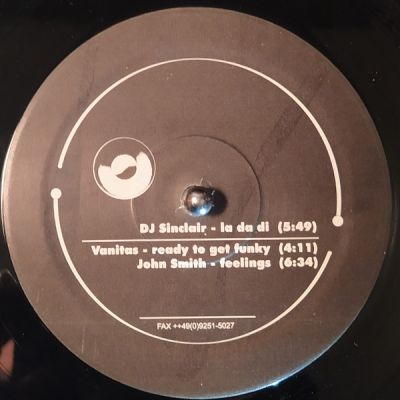 DJ Sinclair - la da di (5:49)
Vanitas - ready to get funky (4:11)
John Smith - feelings (6:34)
FAX ++49(0)9251-5027